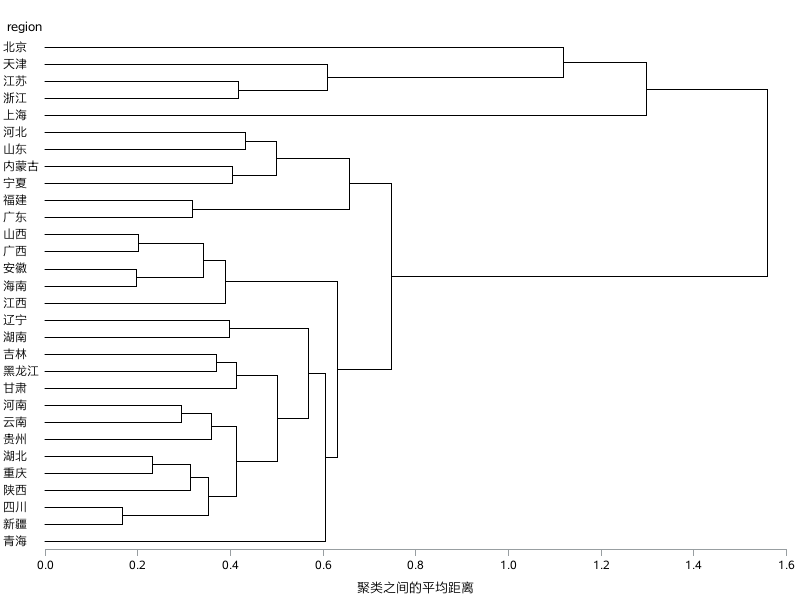 region
北京
天津
江苏
浙江
上海
河北
山东
内蒙古
宁夏
福建
广东
山西
广西
安徽
海南
江西
辽宁
湖南
吉林
黑龙江
甘肃
河南
云南
贵州
湖北
重庆
陕西
四川
新疆
青海
0.0 0.2 0.4 0.6 0.8 1.0 1.2 1.4 1.6
聚类之间的平均距离